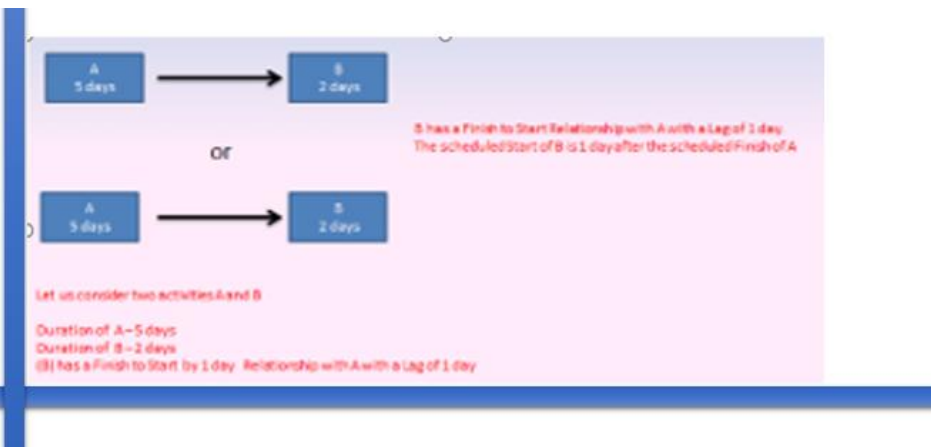 A
5 days
B
2 days
B has a Finish to Start Relationship with A with a Lag of 1 day
The scheduled Start of B is 1 day after the scheduled Finish of A
or
A
5 days
B
2 days
Let us consider two activities A and B
Duration of A – 5 days
Duration of B – 2 days
(B) has a Finish to Start by 1 day Relationship with A with a Lag of 1 day